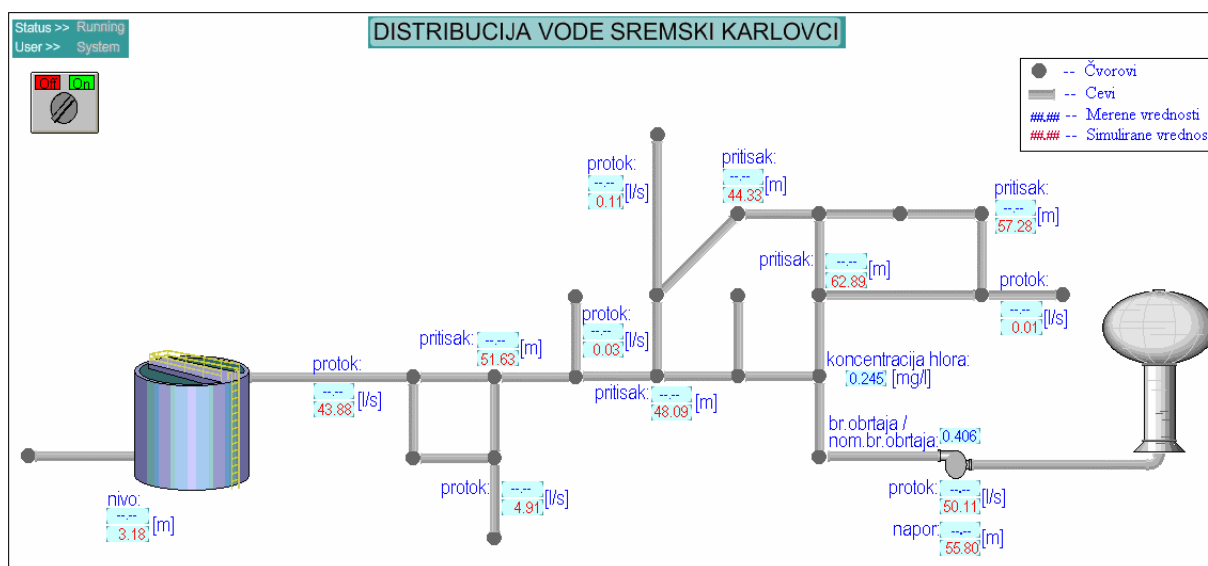 Status >> Running
User >> System
DISTRIBUCIJA VODE SREMSKI KARLOVCI
Off On
-- Čvorovi
-- Cevi
##.## -- Merene vrednosti
##.## -- Simulirane vrednos
protok:
--.--
0.11 [l/s]
pritisak:
--.--
44.33 [m]
pritisak:
--.--
57.28 [m]
pritisak:
--.--
62.89 [m]
protok:
--.--
0.01 [l/s]
protok:
--.--
0.03 [l/s]
pritisak:
--.--
51.63 [m]
protok:
--.--
43.88 [l/s]
pritisak:
--.--
48.09 [m]
koncentracija hlora:
0.245 [mg/l]
br.obrtaja /
nom.br.obrtaja: 0.406
protok:
--.--
4.91 [l/s]
nivo:
--.--
3.18 [m]
protok:
--.--
50.11 [l/s]
napor:
--.--
55.80 [m]